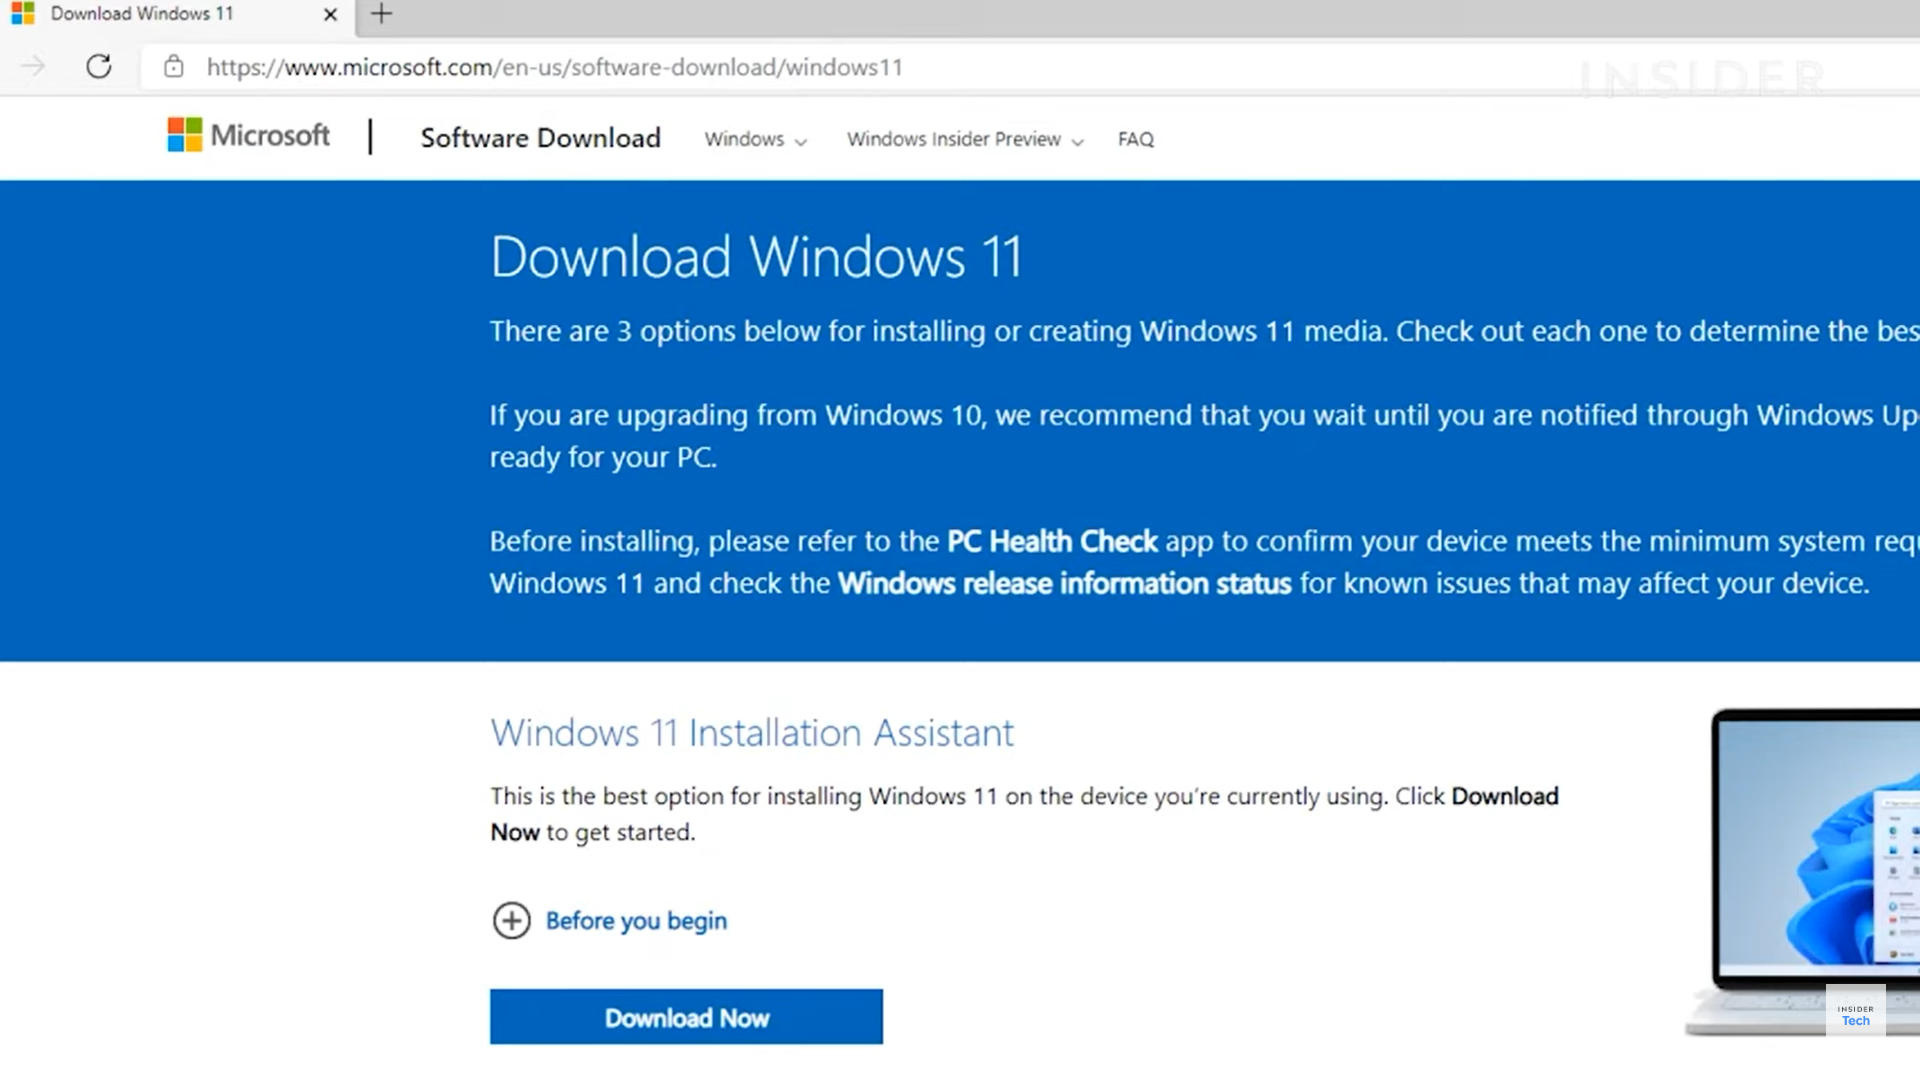 Download Windows 11
https://www.microsoft.com/en-us/software-download/windows11
INSIDER
Microsoft
Software Download
Windows
Windows Insider Preview
FAQ
Download Windows 11
There are 3 options below for installing or creating Windows 11 media. Check out each one to determine the bes
If you are upgrading from Windows 10, we recommend that you wait until you are notified through Windows Up
ready for your PC.
Before installing, please refer to the PC Health Check app to confirm your device meets the minimum system requ
Windows 11 and check the Windows release information status for known issues that may affect your device.
Windows 11 Installation Assistant
This is the best option for installing Windows 11 on the device you're currently using. Click Download
Now to get started.
Before you begin
Download Now
INSIDER
Tech